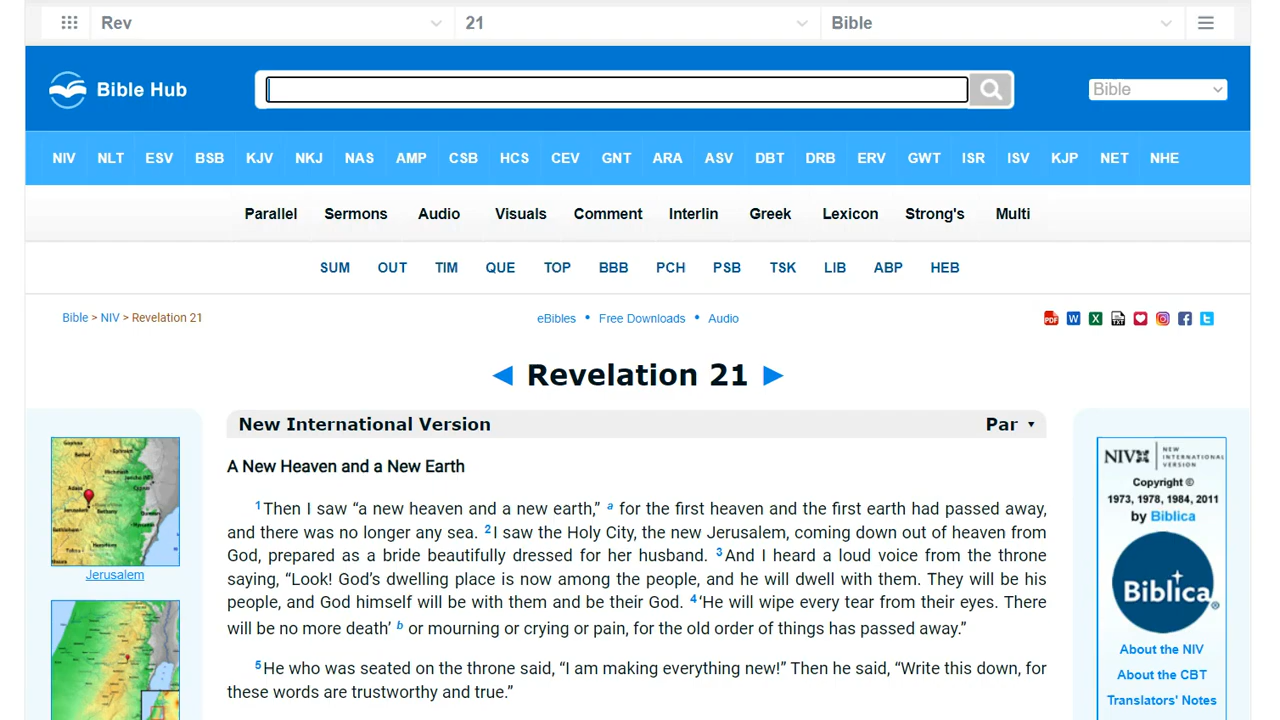 Rev 21 Bible
Bible Hub Bible
NIV NLT ESV BSB KJV NKJ NAS AMP CSB HCS CEV GNT ARA ASV DBT DRB ERV GWT ISR ISV KJP NET NHE
Parallel Sermons Audio Visuals Comment Interlin Greek Lexicon Strong's Multi
SUM OUT TIM QUE TOP BBB PCH PSB TSK LIB ABP HEB
Bible > NIV > Revelation 21
eBibles • Free Downloads • Audio
◄ Revelation 21 ►
New International Version Par ▼
A New Heaven and a New Earth
1Then I saw “a new heaven and a new earth,” a for the first heaven and the first earth had passed away,
and there was no longer any sea. 2I saw the Holy City, the new Jerusalem, coming down out of heaven from
God, prepared as a bride beautifully dressed for her husband. 3And I heard a loud voice from the throne
saying, “Look! God’s dwelling place is now among the people, and he will dwell with them. They will be his
people, and God himself will be with them and be their God. 4‘He will wipe every tear from their eyes. There
will be no more death’ b or mourning or crying or pain, for the old order of things has passed away.”
5He who was seated on the throne said, “I am making everything new!” Then he said, “Write this down, for
these words are trustworthy and true.”
Jerusalem
NIV NEW
INTERNATIONAL
VERSION
Copyright ©
1973, 1978, 1984, 2011
by Biblica
Biblica®
About the NIV
About the CBT
Translators' Notes